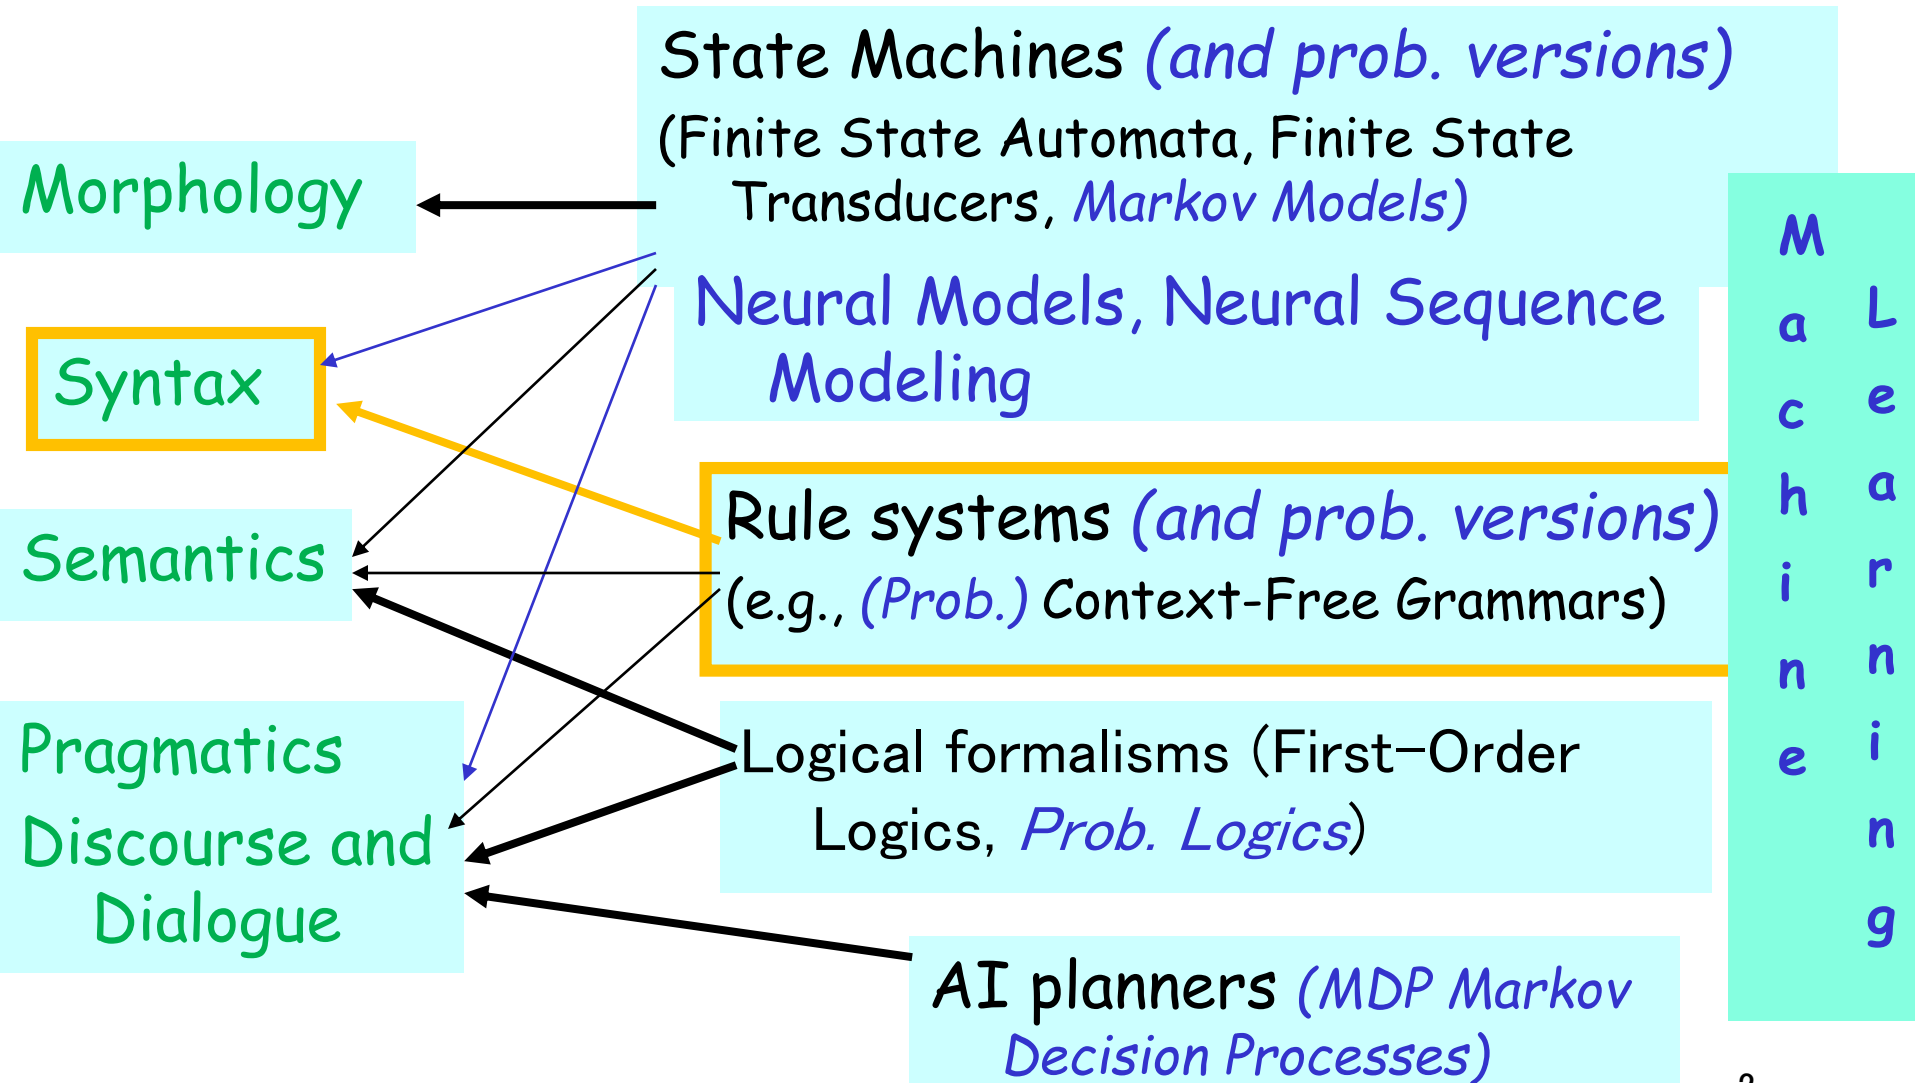 State Machines (and prob. versions)
(Finite State Automata, Finite State
Transducers, Markov Models)
Morphology
Neural Models, Neural Sequence
Modeling
Syntax
Rule systems (and prob. versions)
(e.g., (Prob.) Context-Free Grammars)
Semantics
Pragmatics
Discourse and
Dialogue
Logical formalisms (First-Order
Logics, Prob. Logics)
AI planners (MDP Markov
Decision Processes)
Machine
Learning